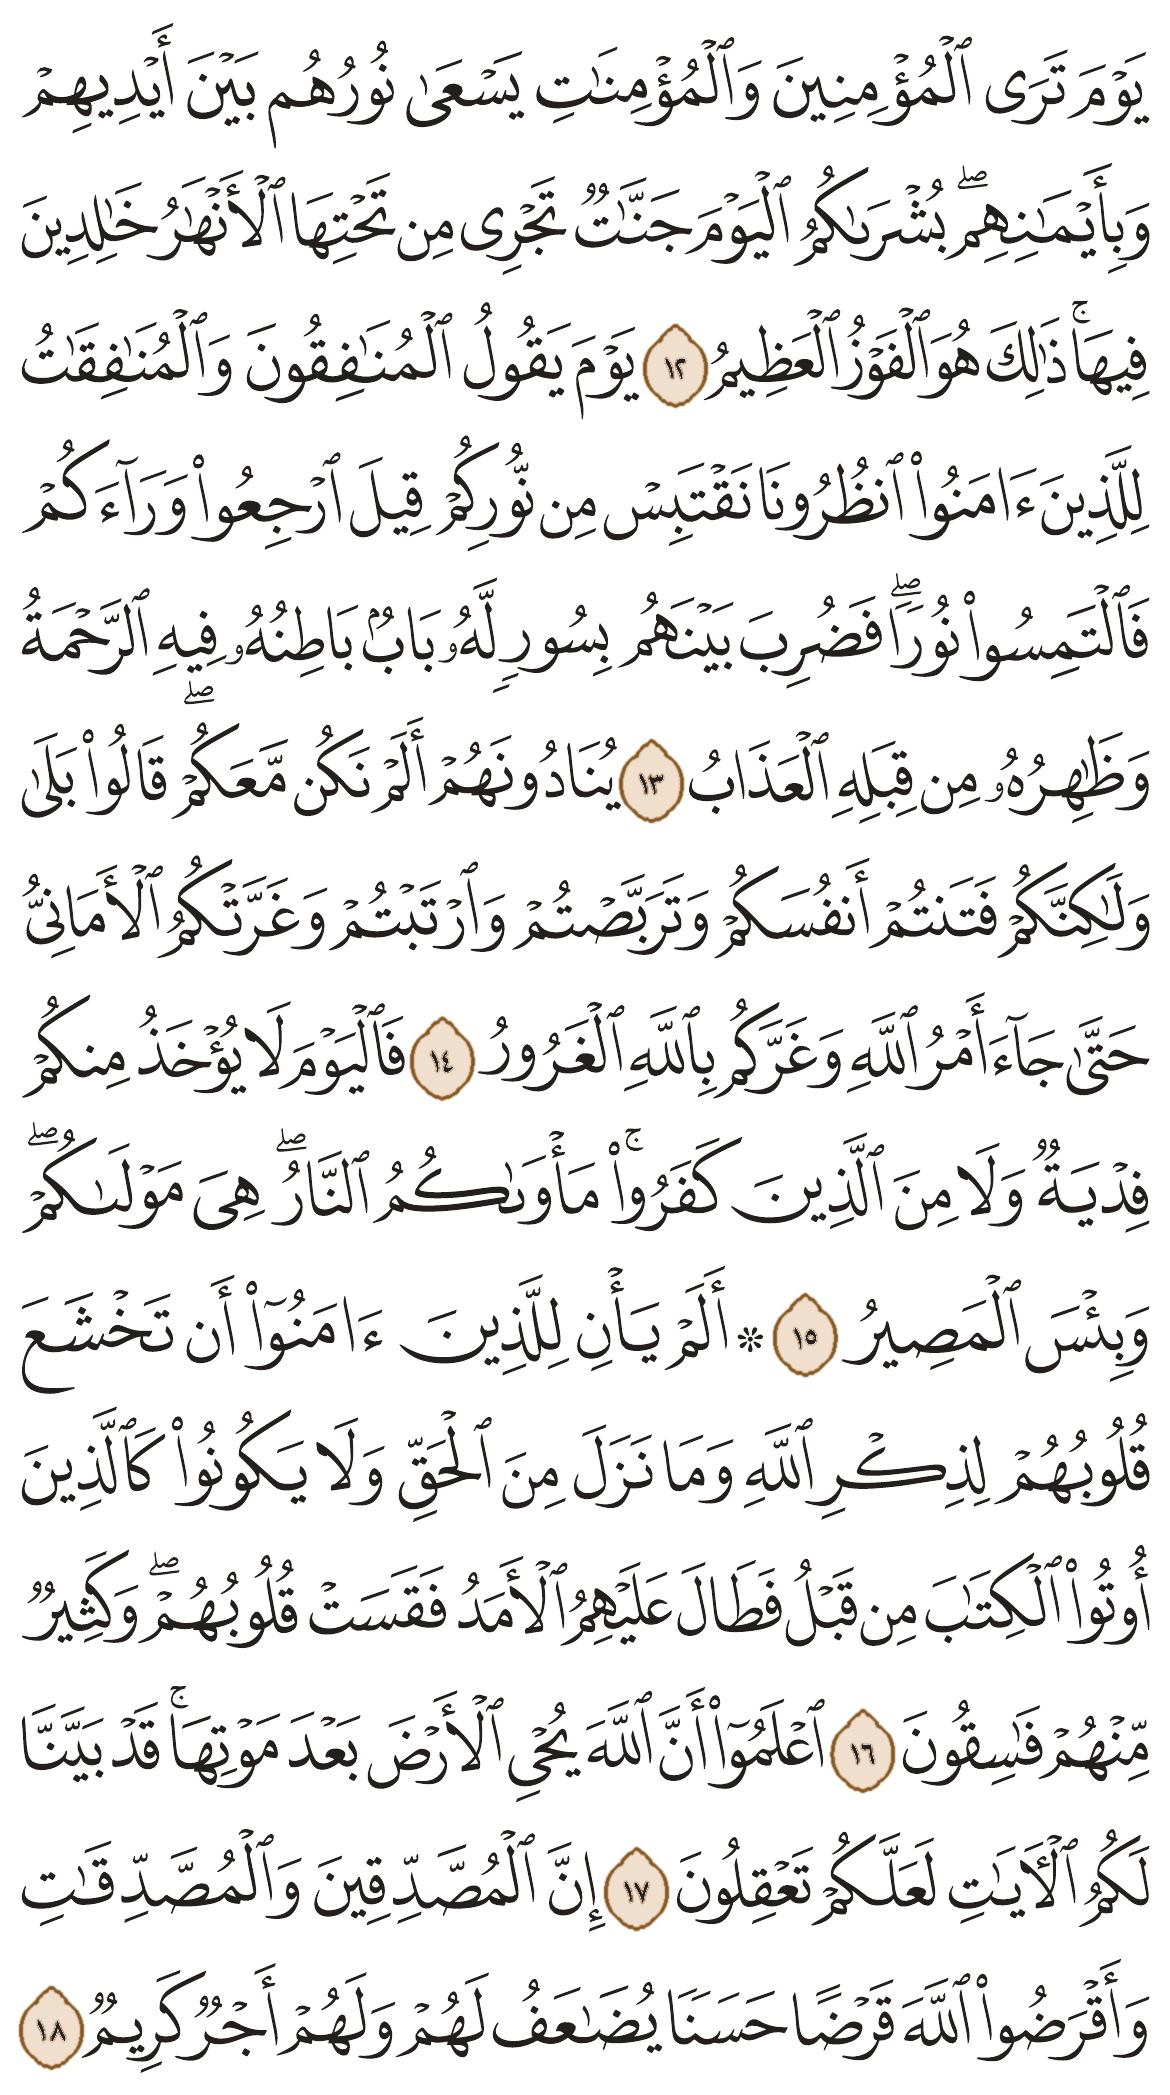 يَوْمَ تَرَى ٱلْمُؤْمِنِينَ وَٱلْمُؤْمِنَٰتِ يَسْعَىٰ نُورُهُم بَيْنَ أَيْدِيهِمْ
وَبِأَيْمَٰنِهِم ۖ بُشْرَىٰكُمُ ٱلْيَوْمَ جَنَّٰتٌ تَجْرِى مِن تَحْتِهَا ٱلْأَنْهَٰرُ خَٰلِدِينَ
فِيهَا ۚ ذَٰلِكَ هُوَ ٱلْفَوْزُ ٱلْعَظِيمُ ١٢ يَوْمَ يَقُولُ ٱلْمُنَٰفِقُونَ وَٱلْمُنَٰفِقَٰتُ
لِلَّذِينَ ءَامَنُوا۟ ٱنظُرُونَا نَقْتَبِسْ مِن نُّورِكُمْ قِيلَ ٱرْجِعُوا۟ وَرَآءَكُمْ
فَٱلْتَمِسُوا۟ نُورًا ۖ فَضُرِبَ بَيْنَهُم بِسُورٍ لَّهُۥ بَابٌۢ بَاطِنُهُۥ فِيهِ ٱلرَّحْمَةُ
وَظَٰهِرُهُۥ مِن قِبَلِهِ ٱلْعَذَابُ ١٣ يُنَادُونَهُمْ أَلَمْ نَكُن مَّعَكُمْ ۖ قَالُوا۟ بَلَىٰ
وَلَٰكِنَّكُمْ فَتَنتُمْ أَنفُسَكُمْ وَتَرَبَّصْتُمْ وَٱرْتَبْتُمْ وَغَرَّتْكُمُ ٱلْأَمَانِىُّ
حَتَّىٰ جَآءَ أَمْرُ ٱللَّهِ وَغَرَّكُم بِٱللَّهِ ٱلْغَرُورُ ١٤ فَٱلْيَوْمَ لَا يُؤْخَذُ مِنكُمْ
فِدْيَةٌ وَلَا مِنَ ٱلَّذِينَ كَفَرُوا۟ ۚ مَأْوَىٰكُمُ ٱلنَّارُ ۖ هِىَ مَوْلَىٰكُمْ ۖ
وَبِئْسَ ٱلْمَصِيرُ ١٥ ۞ أَلَمْ يَأْنِ لِلَّذِينَ ءَامَنُوٓا۟ أَن تَخْشَعَ
قُلُوبُهُمْ لِذِكْرِ ٱللَّهِ وَمَا نَزَلَ مِنَ ٱلْحَقِّ وَلَا يَكُونُوا۟ كَٱلَّذِينَ
أُوتُوا۟ ٱلْكِتَٰبَ مِن قَبْلُ فَطَالَ عَلَيْهِمُ ٱلْأَمَدُ فَقَسَتْ قُلُوبُهُمْ ۖ وَكَثِيرٌ
مِّنْهُمْ فَٰسِقُونَ ١٦ ٱعْلَمُوٓا۟ أَنَّ ٱللَّهَ يُحْىِ ٱلْأَرْضَ بَعْدَ مَوْتِهَا ۚ قَدْ بَيَّنَّا
لَكُمُ ٱلْـَٔايَٰتِ لَعَلَّكُمْ تَعْقِلُونَ ١٧ إِنَّ ٱلْمُصَّدِّقِينَ وَٱلْمُصَّدِّقَٰتِ
وَأَقْرَضُوا۟ ٱللَّهَ قَرْضًا حَسَنًا يُضَٰعَفُ لَهُمْ وَلَهُمْ أَجْرٌ كَرِيمٌ ١٨